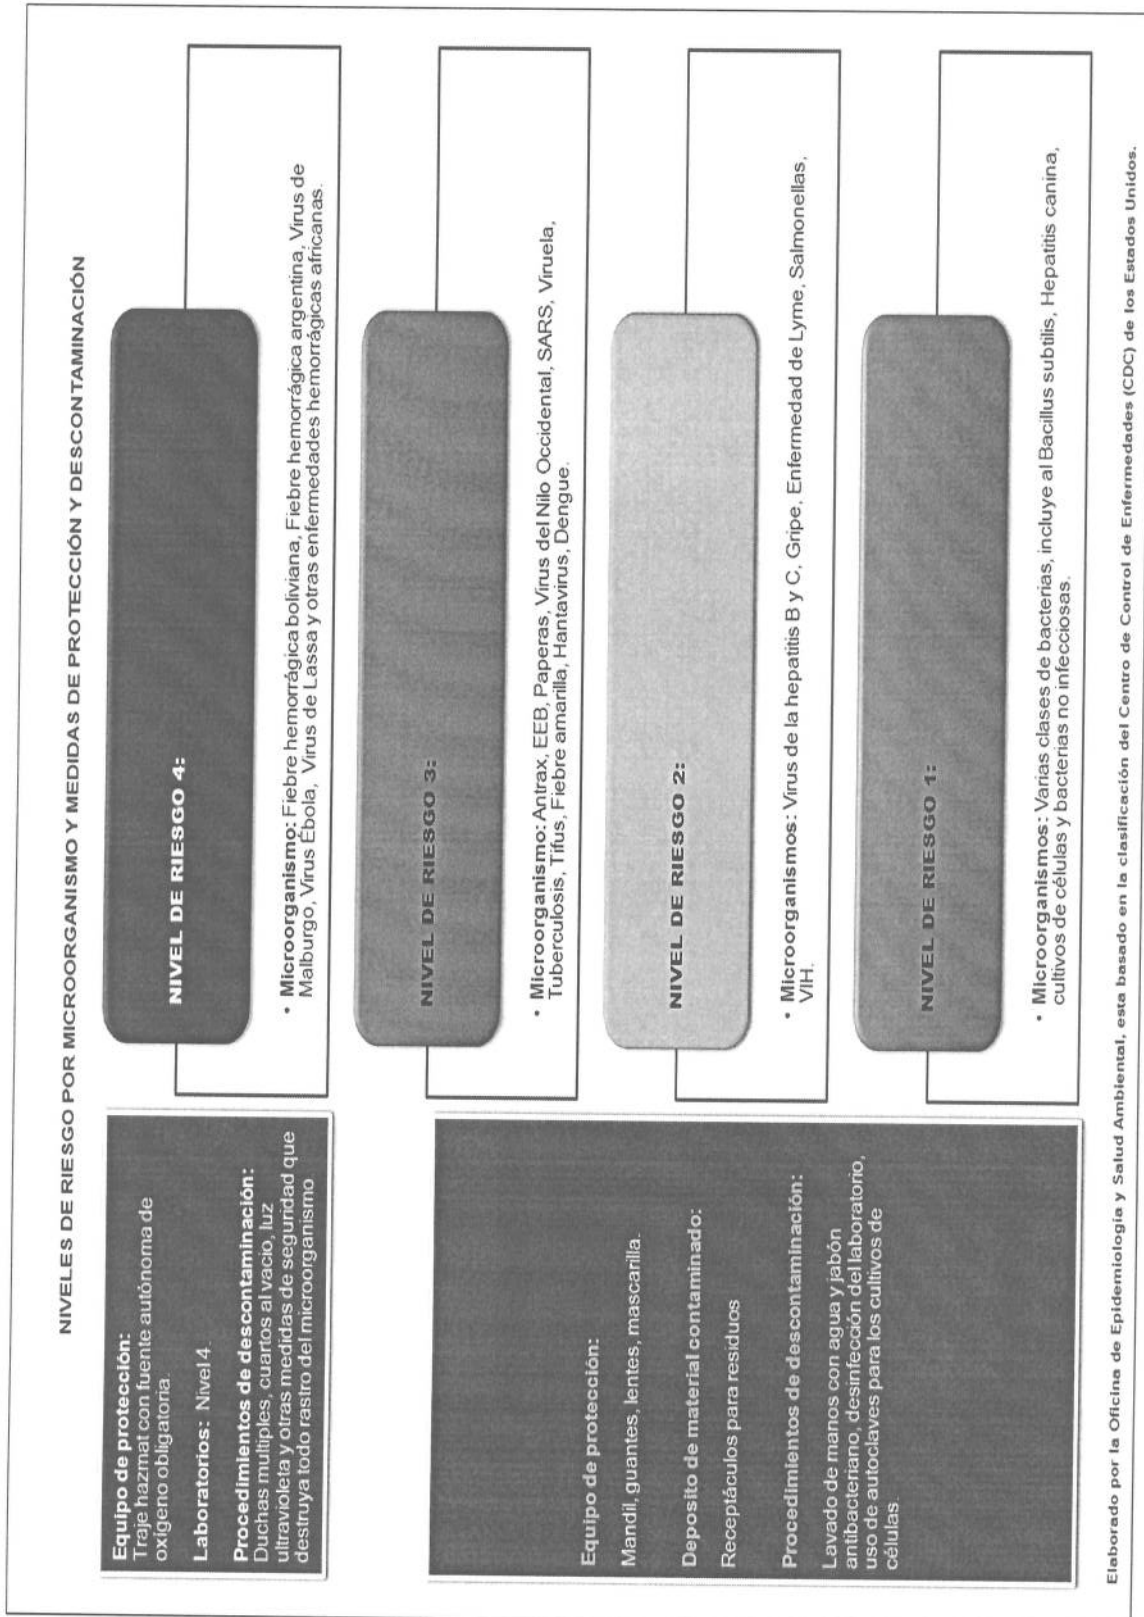 NIVELES DE RIESGO POR MICROORGANISMO Y MEDIDAS DE PROTECCIÓN Y DESCONTAMINACIÓN
Equipo de protección:
Traje hazmat con fuente autónoma de
oxígeno obligatoria.
Laboratorios: Nivel 4.
Procedimientos de descontaminación:
Duchas multiples, cuartos al vacio, luz
ultravioleta y otras medidas de seguridad que
destruya todo rastro del microorganismo
NIVEL DE RIESGO 4:
• Microorganismo: Fiebre hemorrágica boliviana, Fiebre hemorrágica argentina, Virus de
Malburgo, Virus Ébola, Virus de Lassa y otras enfermedades hemorrágicas africanas.
Equipo de protección:
Mandil, guantes, lentes, mascarilla.
Deposito de material contaminado:
Receptáculos para residuos
Procedimientos de descontaminación:
Lavado de manos con agua y jabón
antibacteriano, desinfección del laboratorio,
uso de autoclaves para los cultivos de
células.
NIVEL DE RIESGO 3:
• Microorganismo: Antrax, EEB, Paperas, Virus del Nilo Occidental, SARS, Viruela,
Tuberculosis, Tifus, Fiebre amarilla, Hantavirus, Dengue.
NIVEL DE RIESGO 2:
• Microorganismos: Virus de la hepatitis B y C, Gripe, Enfermedad de Lyme, Salmonellas,
VIH.
NIVEL DE RIESGO 1:
• Microorganismos: Varias clases de bacterias, incluye al Bacillus subtilis, Hepatitis canina,
cultivos de células y bacterias no infecciosas.
Elaborado por la Oficina de Epidemiología y Salud Ambiental, esta basado en la clasificación del Centro de Control de Enfermedades (CDC) de los Estados Unidos.